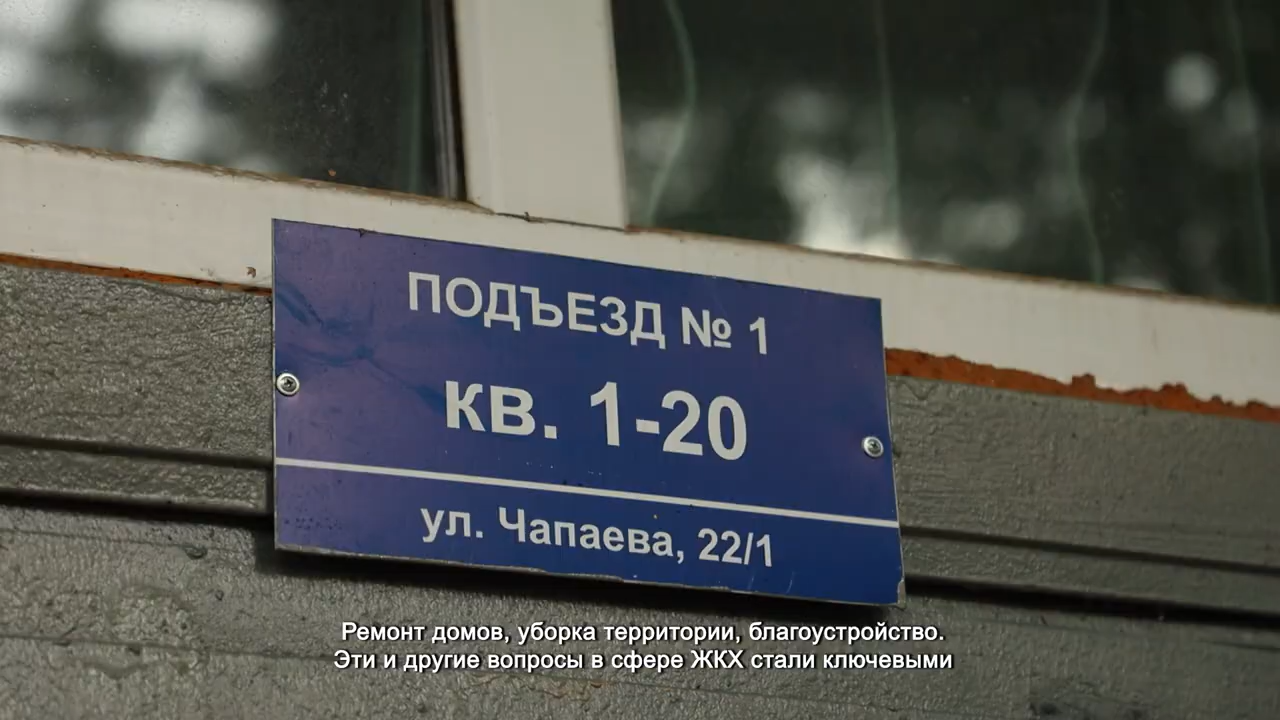 ПОДЪЕЗД № 1
кв. 1-20
ул. Чапаева, 22/1
Ремонт домов, уборка территории, благоустройство.
Эти и другие вопросы в сфере ЖКХ стали ключевыми